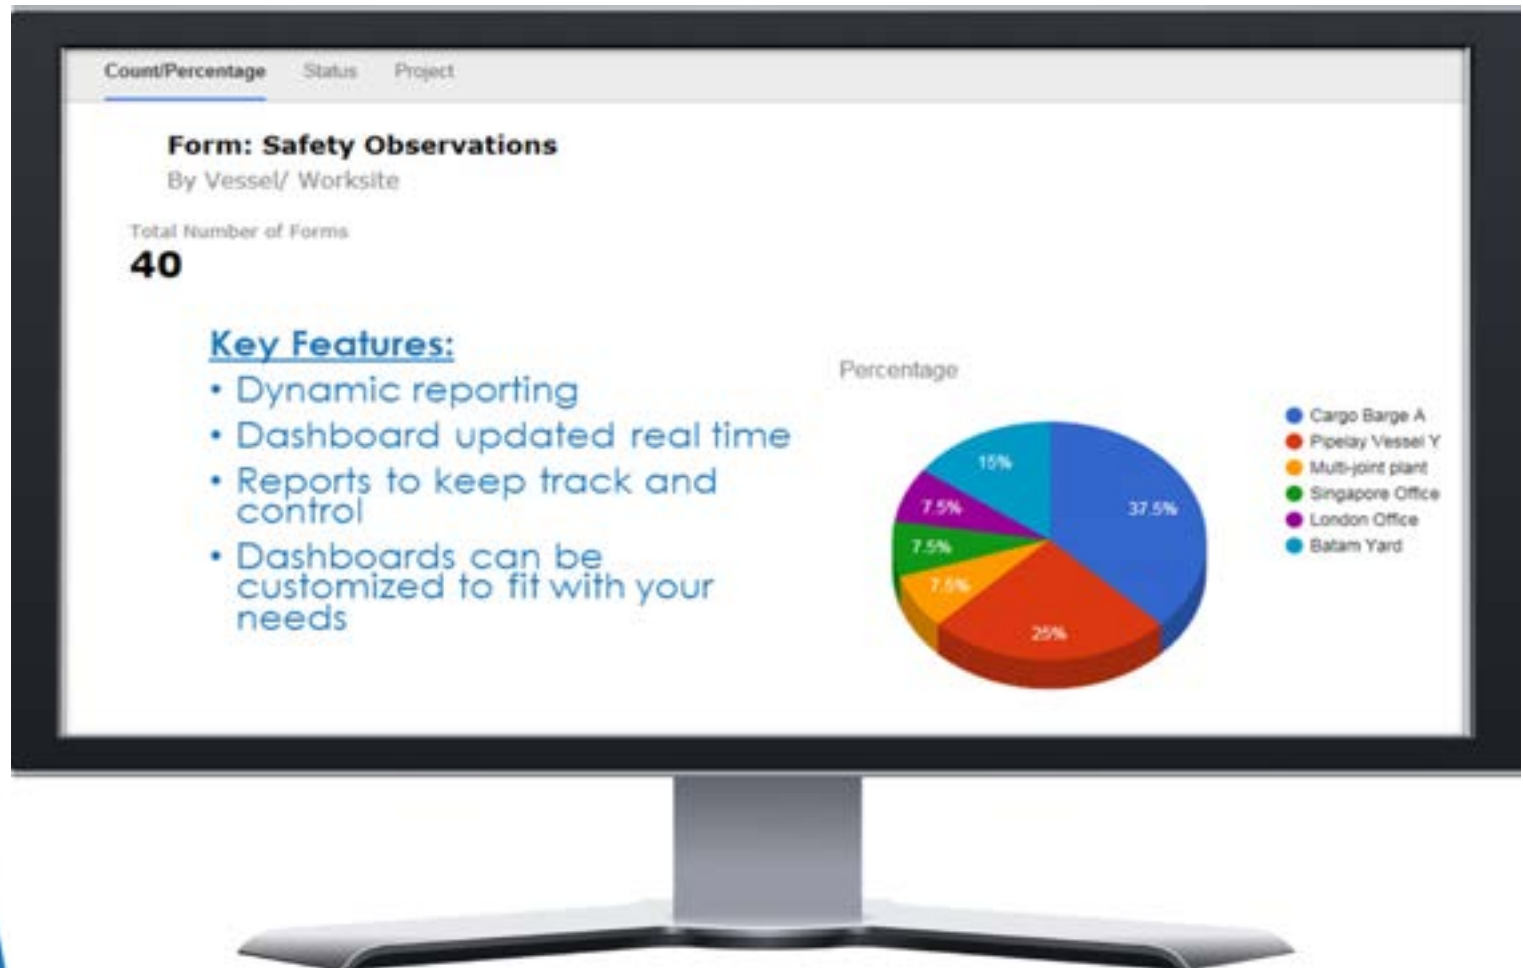 Count/Percentage Status Project
Form: Safety Observations
By Vessel/ Worksite
Total Number of Forms
40
Key Features:
• Dynamic reporting
• Dashboard updated real time
• Reports to keep track and
control
• Dashboards can be
customized to fit with your
needs
Percentage
15%
37.5%
7.5%
7.5%
7.5%
25%
Cargo Barge A
Pipelay Vessel Y
Multi-joint plant
Singapore Office
London Office
Batam Yard